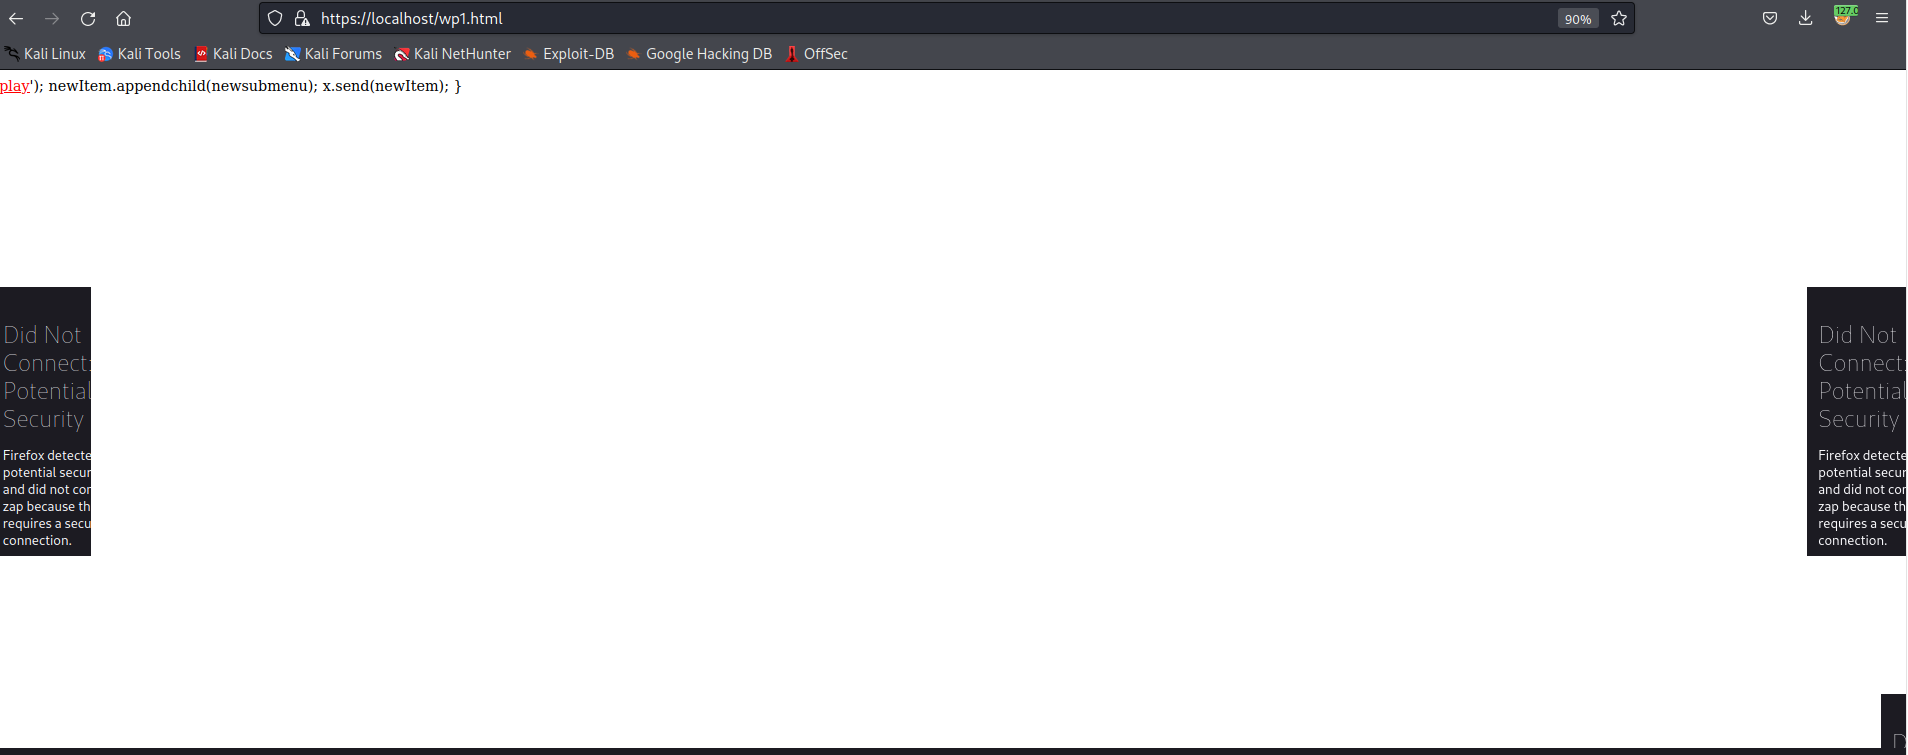 https://localhost/wp1.html 90% 127.0
Kali Linux Kali Tools Kali Docs Kali Forums Kali NetHunter Exploit-DB Google Hacking DB OffSec
play'); newItem.appendchild(newsubmenu); x.send(newItem); }
Did Not
Connect:
Potential
Security
Firefox detecte
potential secur
and did not cor
zap because th
requires a secu
connection.
Did Not
Connect:
Potential
Security
Firefox detecte
potential secur
and did not cor
zap because th
requires a secu
connection.